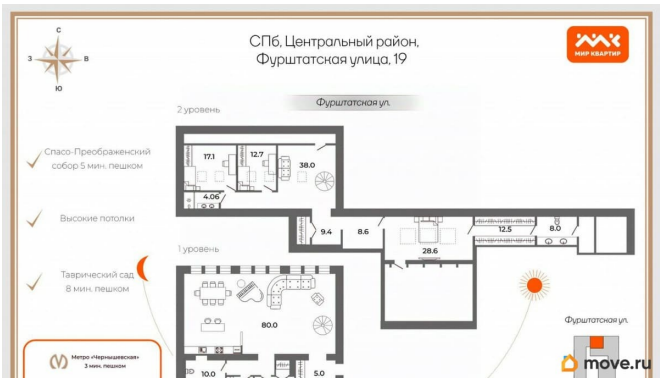 С
З
В
Ю
СПб, Центральный район,
Фурштатская улица, 19
МИР КВАРТИР
Фурштатская ул.
2 уровень
Спасо-Преображенский
собор 5 мин. пешком
17.1
12.7
38.0
4.06
Высокие потолки
9.4
8.6
28.6
12.5
8.0
1 уровень
Таврический сад
8 мин. пешком
80.0
Фурштатская ул.
Метро «Чернышевская»
3 мин. пешком
10.0
5.0
move.ru